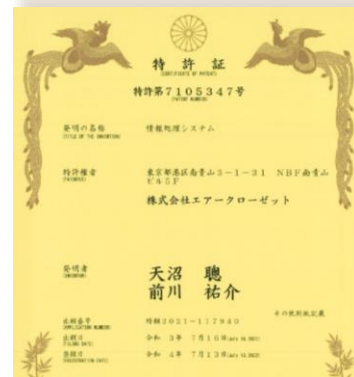 特許証
(CERTIFICATE OF PATENT)
特許第7105347号
(PATENT NUMBER)
発明の名称 情報処理システム
(TITLE OF THE INVENTION)
特許権者 東京都港区南青山3-1-31 NBF南青山
(PATENTEE) ビル5F
株式会社エアークローゼット
発明者 天沼 聰
(INVENTOR) 前川 祐介
出願番号 特願2021-117940 その他別紙記載
(APPLICATION NUMBER)
出願日 令和 3年 7月16日(July 16,2021)
(FILING DATE)
登録日 令和 4年 7月13日(July 13,2022)
(REGISTRATION DATE)